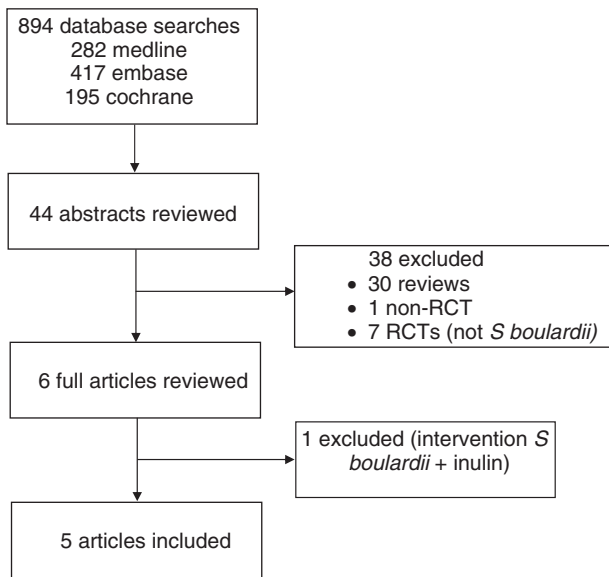 894 database searches
282 medline
417 embase
195 cochrane
44 abstracts reviewed
38 excluded
• 30 reviews
• 1 non-RCT
• 7 RCTs (not S boulardii)
6 full articles reviewed
1 excluded (intervention S
boulardii + inulin)
5 articles included